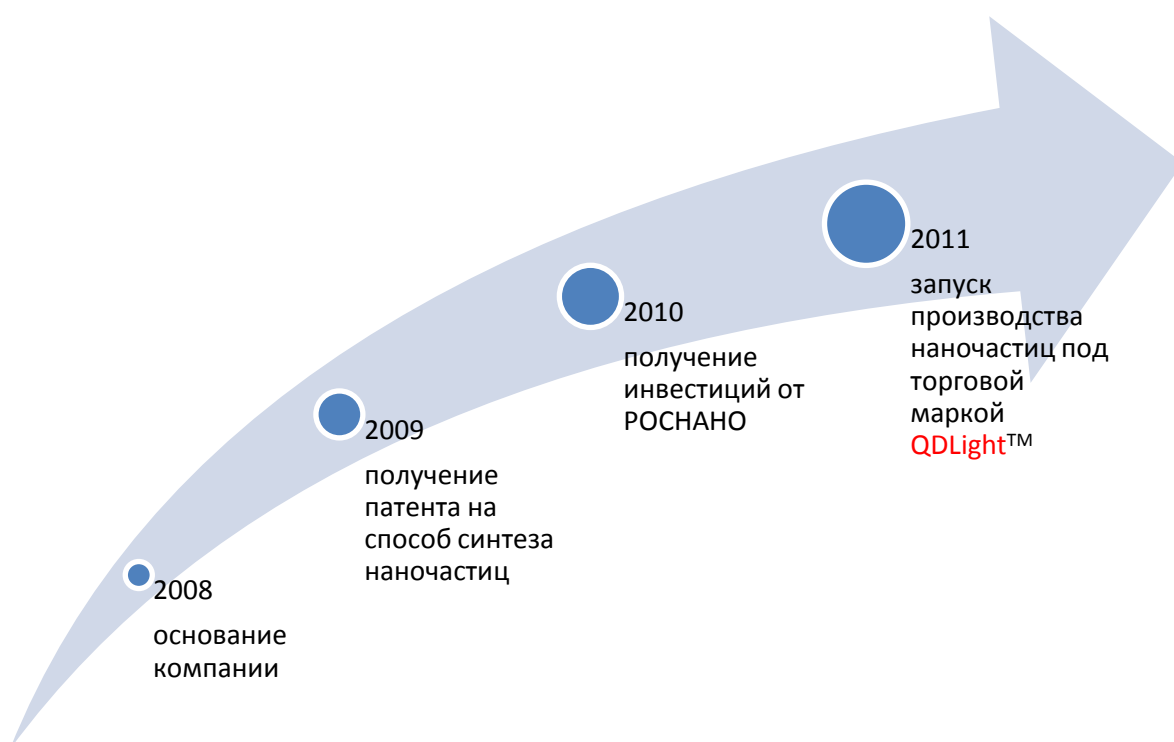 2008
основание
компании
2009
получение
патента на
способ синтеза
наночастиц
2010
получение
инвестиций от
РОСНАНО
2011
запуск
производства
наночастиц под
торговой
маркой
QDLight™